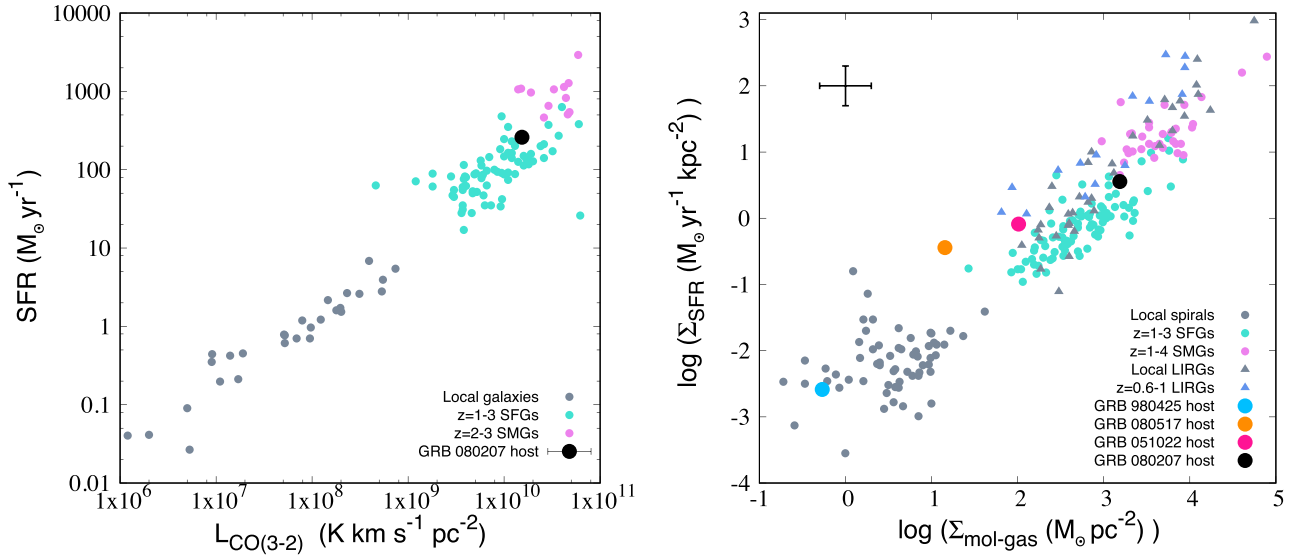 10000
1000
100
10
1
0.1
0.01
SFR (M⊙ yr⁻¹)
1x10⁶ 1x10⁷ 1x10⁸ 1x10⁹ 1x10¹⁰ 1x10¹¹
L_CO(3-2) (K km s⁻¹ pc⁻²)
Local galaxies
z=1-3 SFGs
z=2-3 SMGs
GRB 080207 host
3
2
1
0
-1
-2
-3
-4
log (Σ_SFR (M⊙ yr⁻¹ kpc⁻²) )
-1 0 1 2 3 4 5
log (Σ_mol-gas (M⊙ pc⁻²) )
Local spirals
z=1-3 SFGs
z=1-4 SMGs
Local LIRGs
z=0.6-1 LIRGs
GRB 980425 host
GRB 080517 host
GRB 051022 host
GRB 080207 host